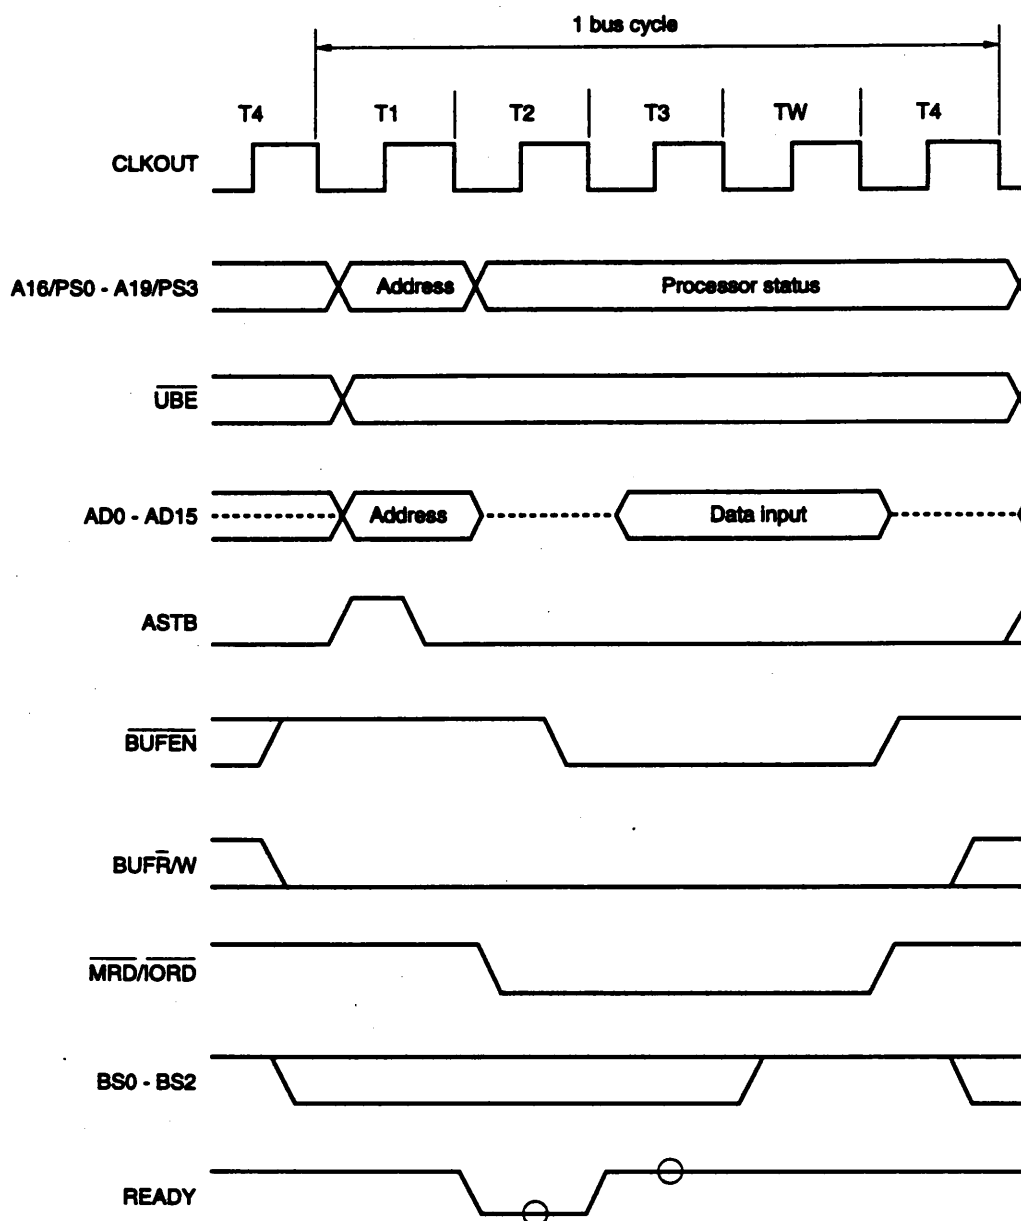 1 bus cycle
T4 T1 T2 T3 TW T4
CLKOUT
A16/PS0 - A19/PS3 Address Processor status
UBE
AD0 - AD15 Address Data input
ASTB
BUFEN
BUFR̅/W
MRD/IORD
BS0 - BS2
READY